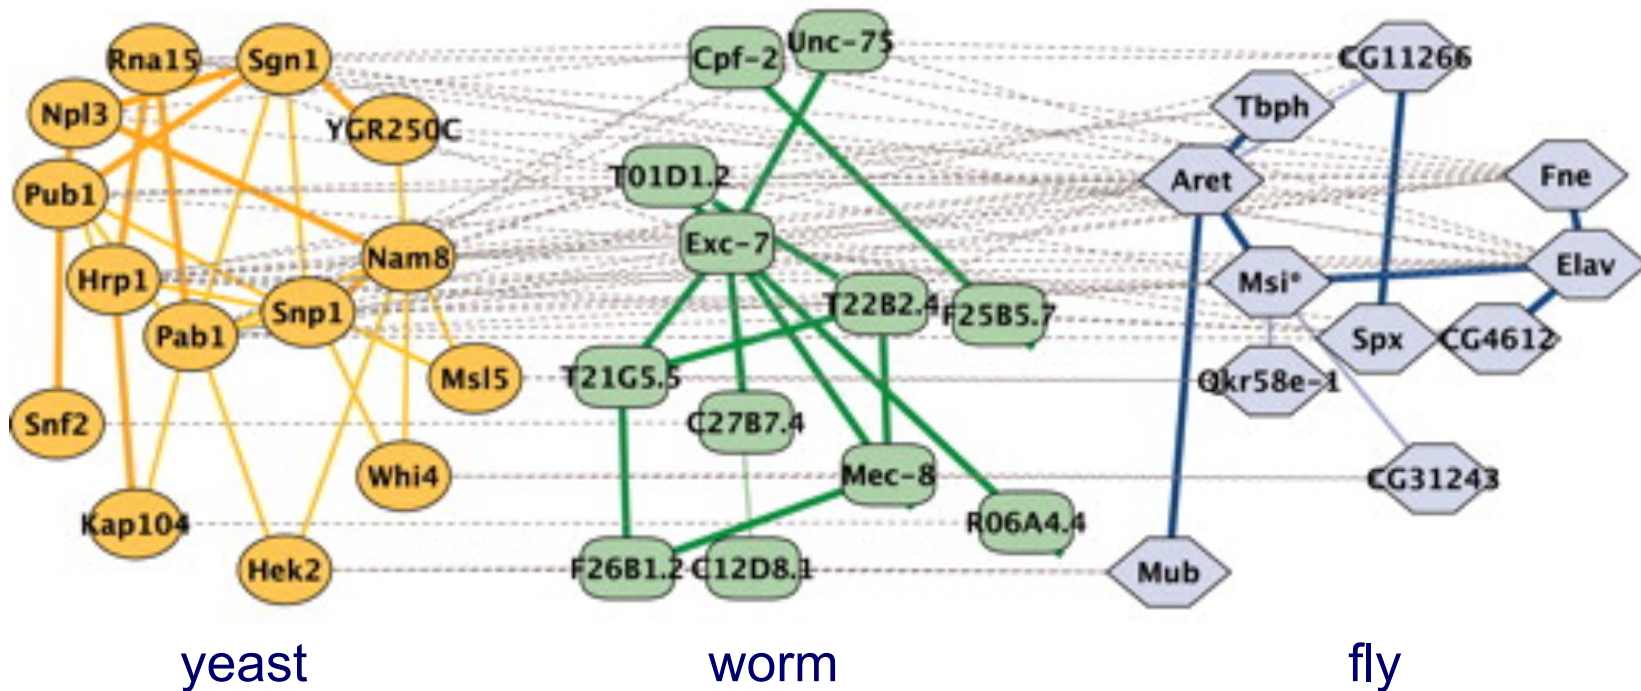 Rna15
Sgn1
Npl3
YGR250C
Pub1
Hrp1
Nam8
Pab1
Snp1
Msl5
Snf2
Whi4
Kap104
Hek2
Cpf-2
Unc-75
T01D1.2
Exc-7
T22B2.4
F25B5.7
T21G5.5
C27B7.4
Mec-8
R06A4.4
F26B1.2
C12D8.1
CG11266
Tbph
Aret
Fne
Msi*
Elav
Spx
CG4612
Qkr58e-1
CG31243
Mub
yeast
worm
fly